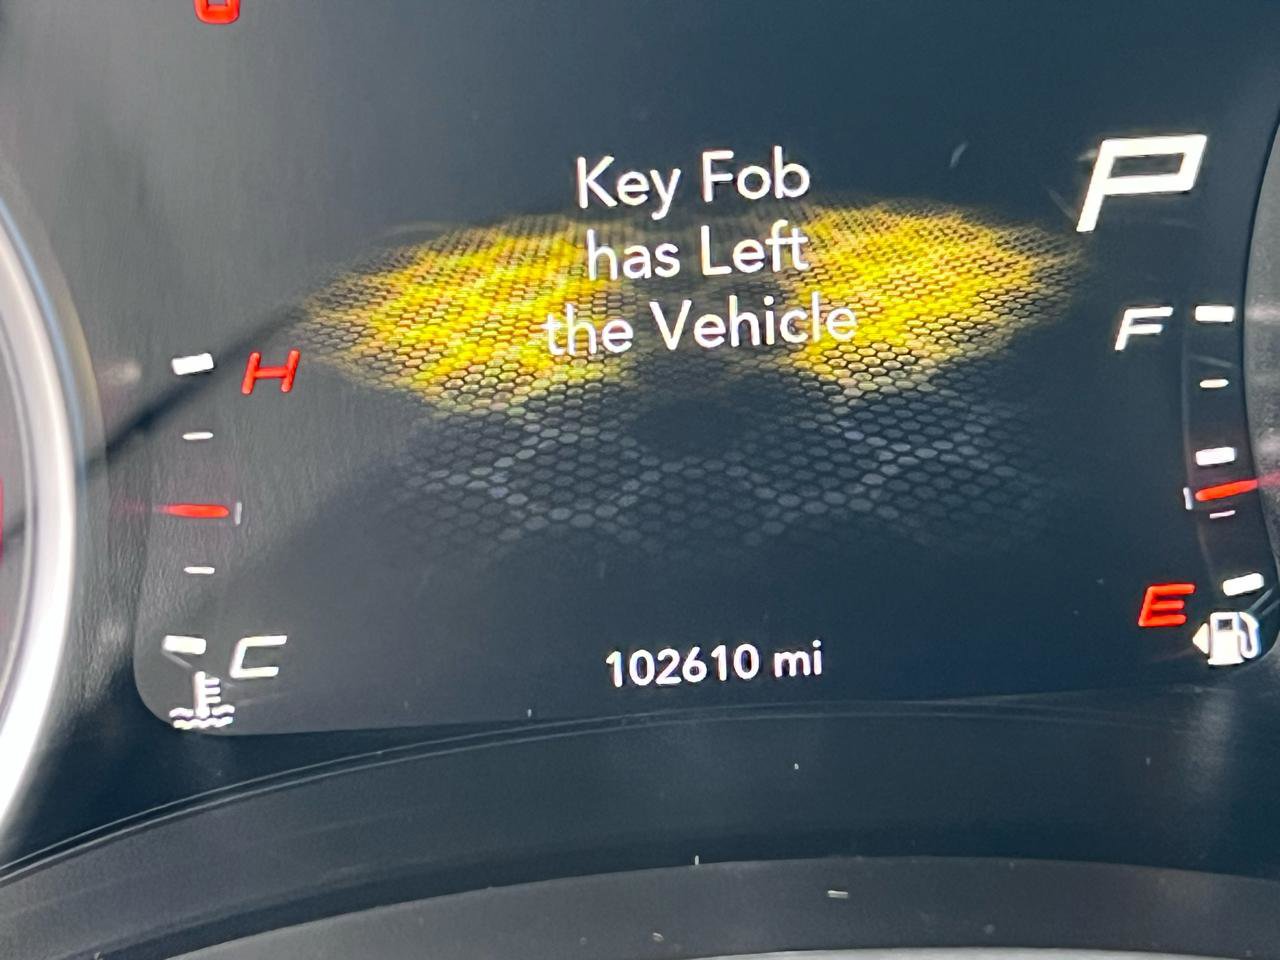 Key Fob
has Left
the Vehicle
P
F
H
E
C
102610 mi